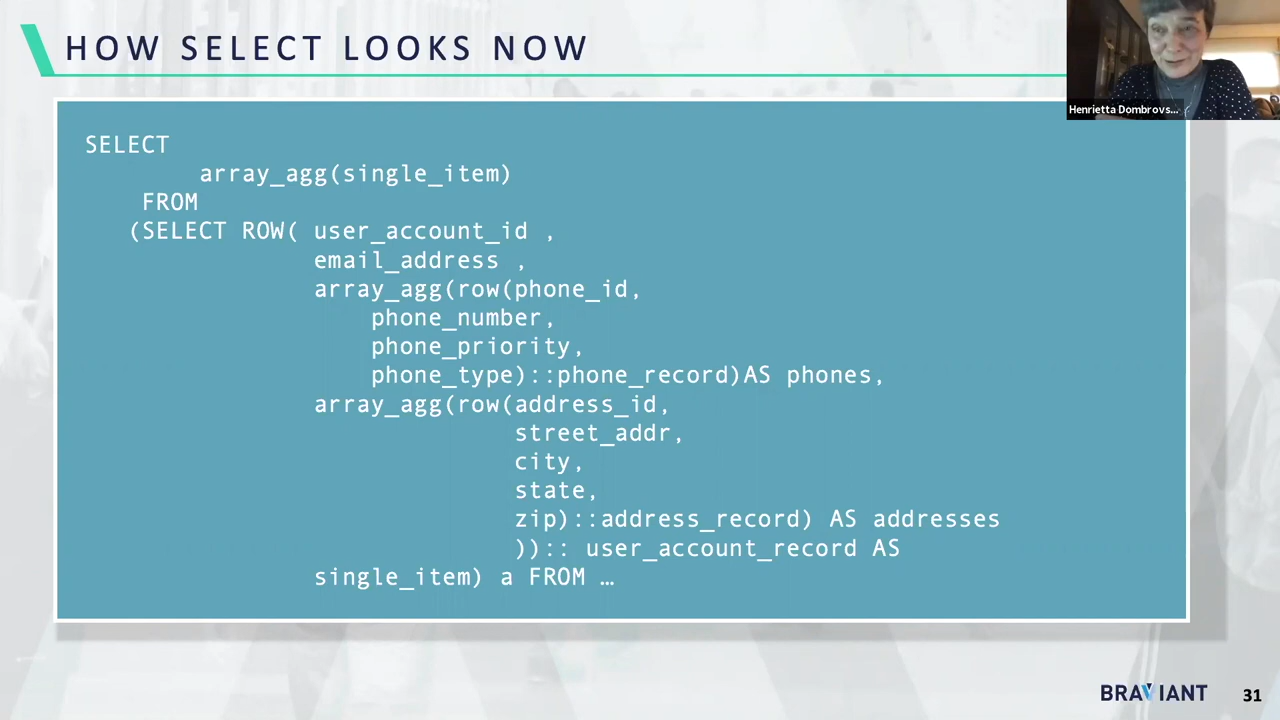 HOW SELECT LOOKS NOW
Henrietta Dombrovs...
SELECT
array_agg(single_item)
FROM
(SELECT ROW( user_account_id ,
email_address ,
array_agg(row(phone_id,
phone_number,
phone_priority,
phone_type)::phone_record)AS phones,
array_agg(row(address_id,
street_addr,
city,
state,
zip)::address_record) AS addresses
)):: user_account_record AS
single_item) a FROM …
BRAVIANT
31